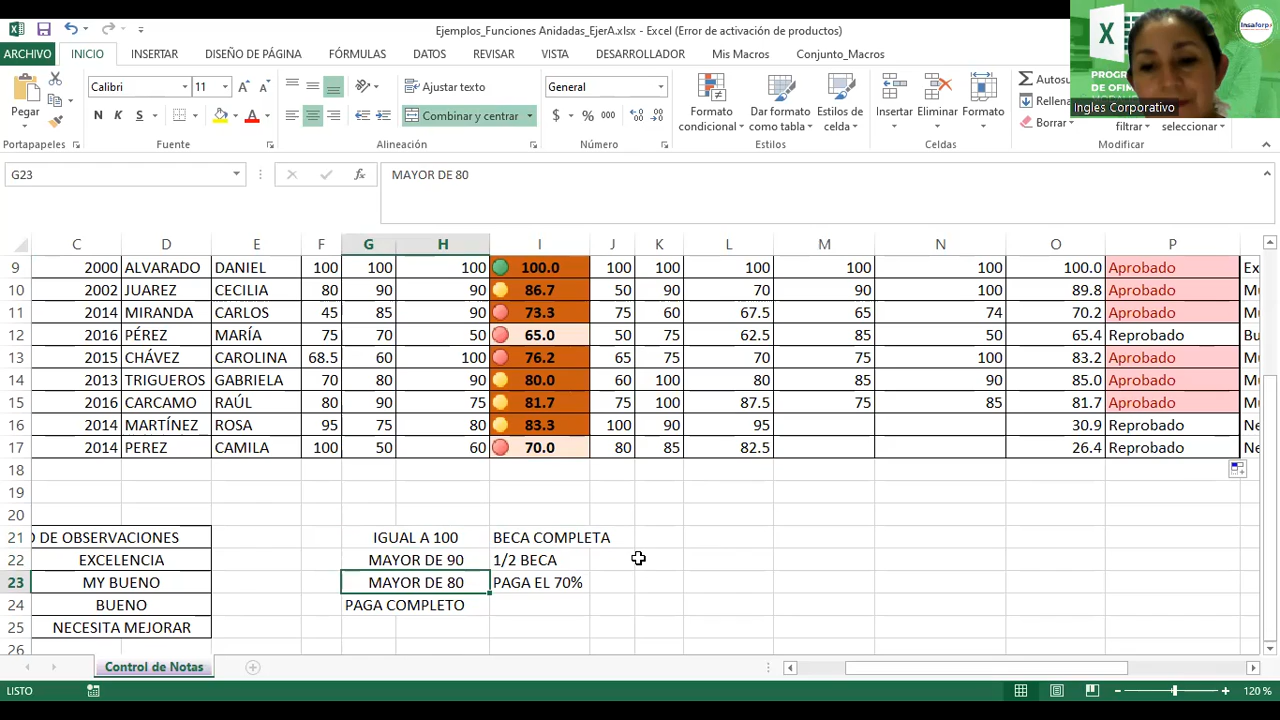 Ejemplos_Funciones Anidadas_EjerA.xlsx - Excel (Error de activación de productos)
ARCHIVO INICIO INSERTAR DISEÑO DE PÁGINA FÓRMULAS DATOS REVISAR VISTA DESARROLLADOR Mis Macros Conjunto_Macros
Insaforp
PROGR
DE OFIM
Ingles Corporativo
Pegar
Calibri 11
N K S
Ajustar texto
Combinar y centrar
General
$ % 000
Formato condicional
Dar formato como tabla
Estilos de celda
Insertar Eliminar Formato
Autosu
Rellena
Borrar
filtrar seleccionar
Portapapeles Fuente Alineación Número Estilos Celdas Modificar
G23 fx MAYOR DE 80
C D E F G H I J K L M N O P
9 2000 ALVARADO DANIEL 100 100 100 100.0 100 100 100 100 100 100.0 Aprobado Ex
10 2002 JUAREZ CECILIA 80 90 90 86.7 50 90 70 90 100 89.8 Aprobado
11 2014 MIRANDA CARLOS 45 85 90 73.3 75 60 67.5 65 74 70.2 Aprobado
12 2016 PÉREZ MARÍA 75 70 50 65.0 50 75 62.5 85 50 65.4 Reprobado Bu
13 2015 CHÁVEZ CAROLINA 68.5 60 100 76.2 65 75 70 75 100 83.2 Aprobado
14 2013 TRIGUEROS GABRIELA 70 80 90 80.0 60 100 80 85 90 85.0 Aprobado
15 2016 CARCAMO RAÚL 80 90 75 81.7 75 100 87.5 75 85 81.7 Aprobado
16 2014 MARTÍNEZ ROSA 95 75 80 83.3 100 90 95 30.9 Reprobado Ne
17 2014 PEREZ CAMILA 100 50 60 70.0 80 85 82.5 26.4 Reprobado Ne
18
19
20
21 O DE OBSERVACIONES IGUAL A 100 BECA COMPLETA
22 EXCELENCIA MAYOR DE 90 1/2 BECA
23 MY BUENO MAYOR DE 80 PAGA EL 70%
24 BUENO PAGA COMPLETO
25 NECESITA MEJORAR
26
Control de Notas
LISTO 120 %